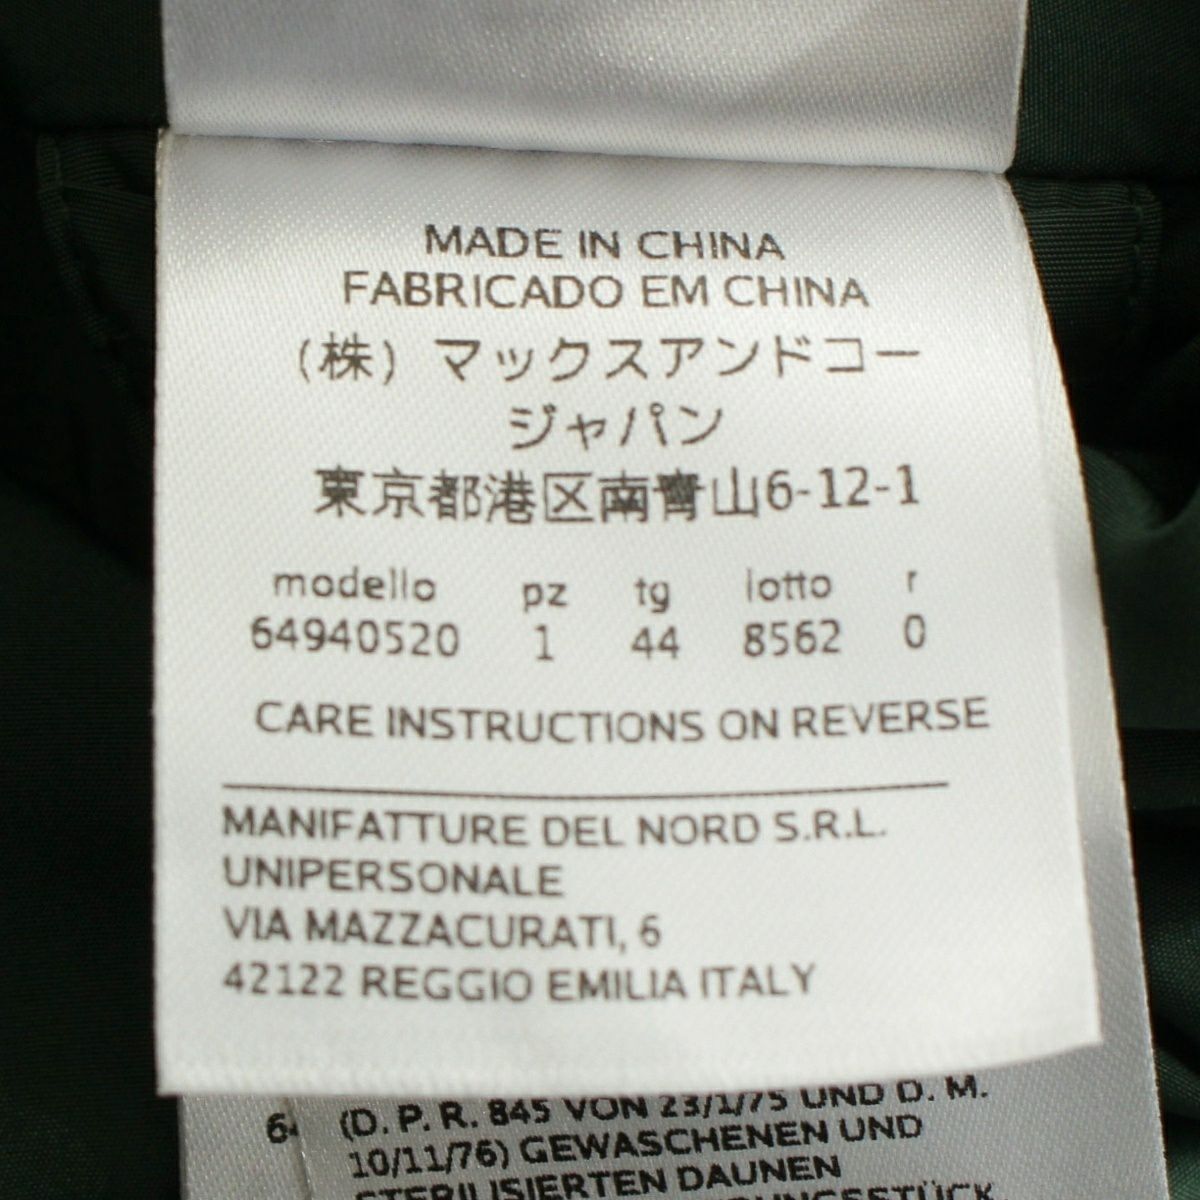 MADE IN CHINA
FABRICADO EM CHINA
(株) マックスアンドコー
ジャパン
東京都港区南青山6-12-1
modello pz tg lotto r
64940520 1 44 8562 0
CARE INSTRUCTIONS ON REVERSE
MANIFATTURE DEL NORD S.R.L.
UNIPERSONALE
VIA MAZZACURATI, 6
42122 REGGIO EMILIA ITALY
64 (D. P. R. 845 VON 23/1/75 UND D. M.
10/11/76) GEWASCHENEN UND
STERILISIERTEN DAUNEN